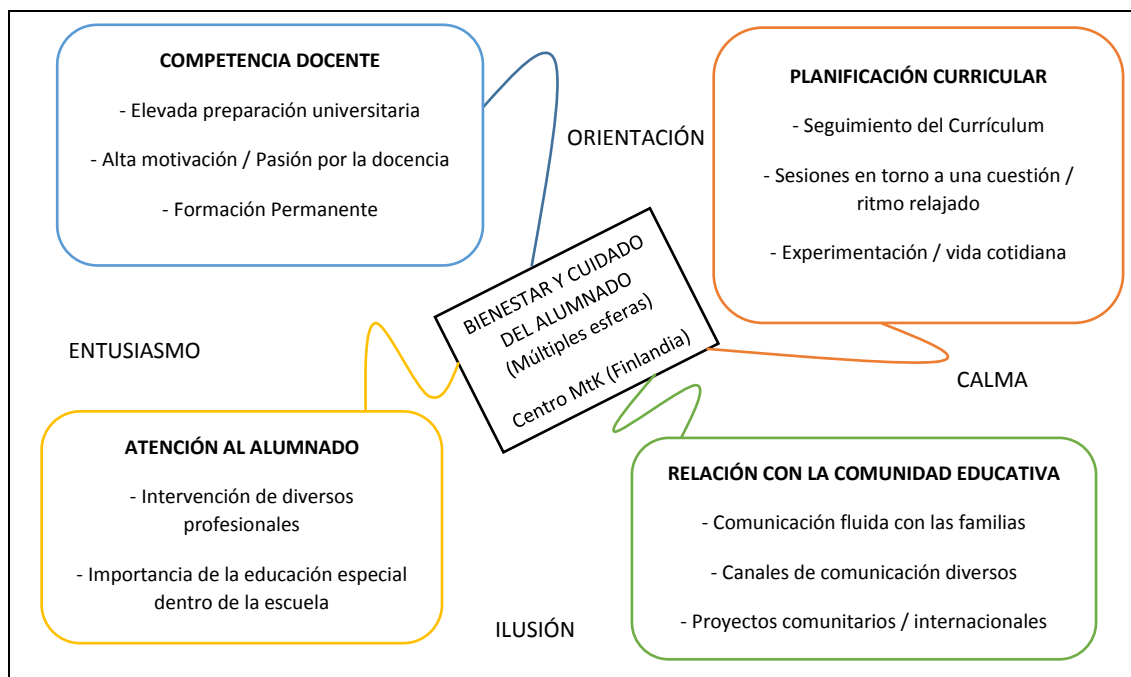 COMPETENCIA DOCENTE
- Elevada preparación universitaria
- Alta motivación / Pasión por la docencia
- Formación Permanente
ORIENTACIÓN
PLANIFICACIÓN CURRICULAR
- Seguimiento del Currículum
- Sesiones en torno a una cuestión /
ritmo relajado
- Experimentación / vida cotidiana
BIENESTAR Y CUIDADO
DEL ALUMNADO
(Múltiples esferas)
Centro MtK (Finlandia)
ENTUSIASMO
CALMA
ATENCIÓN AL ALUMNADO
- Intervención de diversos
profesionales
- Importancia de la educación especial
dentro de la escuela
ILUSIÓN
RELACIÓN CON LA COMUNIDAD EDUCATIVA
- Comunicación fluida con las familias
- Canales de comunicación diversos
- Proyectos comunitarios / internacionales